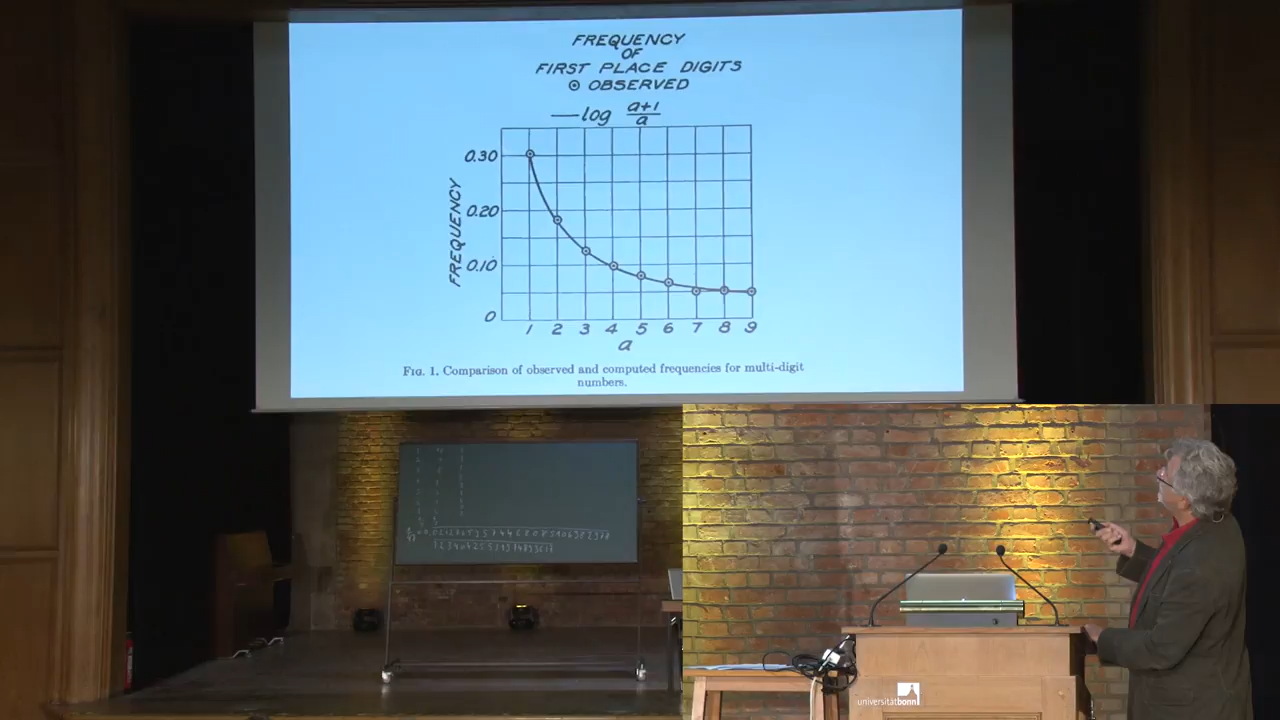 FREQUENCY
OF
FIRST PLACE DIGITS
⊙ OBSERVED
— log a+1
a
0.30
0.20
0.10
0
FREQUENCY
1 2 3 4 5 6 7 8 9
a
FIG. 1. Comparison of observed and computed frequencies for multi-digit
numbers.
universitätbonn